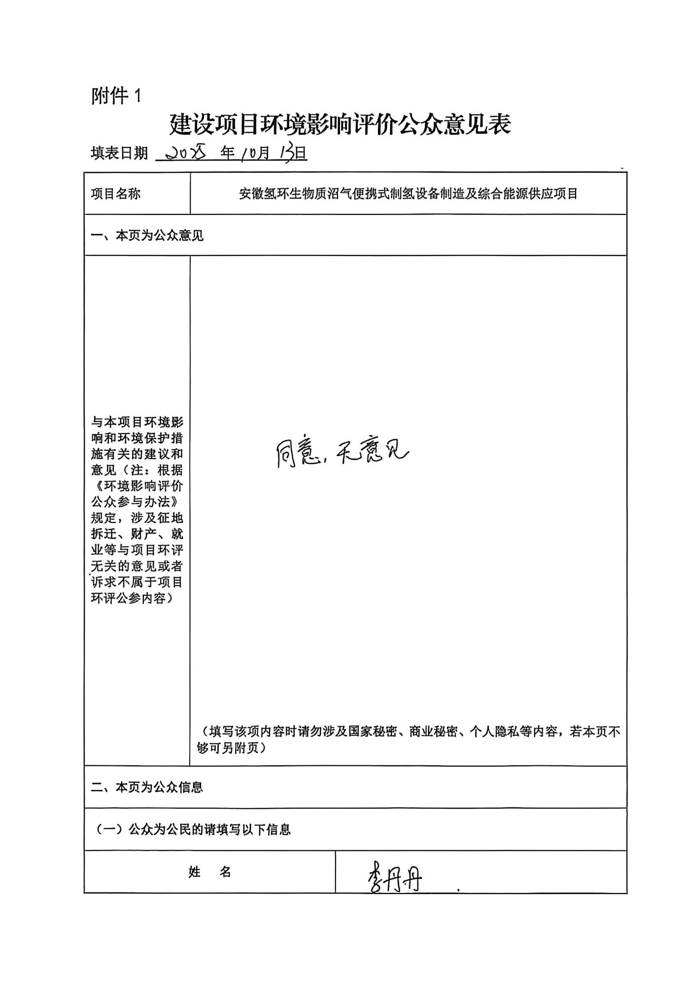 附件 1
建设项目环境影响评价公众意见表
填表日期 2025 年 10月 13日
项目名称
安徽氢环生物质沼气便携式制氢设备制造及综合能源供应项目
一、本页为公众意见
与本项目环境影
响和环境保护措
施有关的建议和
意见（注：根据
《环境影响评价
公众参与办法》
规定，涉及征地
拆迁、财产、就
业等与项目环评
无关的意见或者
诉求不属于项目
环评公参内容）
同意，无意见
（填写该项内容时请勿涉及国家秘密、商业秘密、个人隐私等内容，若本页不
够可另附页）
二、本页为公众信息
（一）公众为公民的请填写以下信息
姓 名
李丹丹